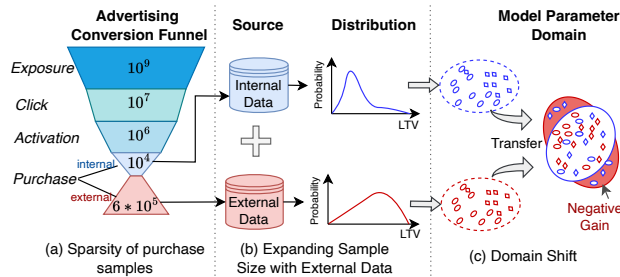 Advertising
Conversion Funnel
Source
Distribution
Model Parameter
Domain
Exposure
10^9
Click
10^7
Activation
10^6
internal
10^4
Purchase
external
6 * 10^5
Internal
Data
External
Data
Probability
LTV
Probability
LTV
Transfer
Negative
Gain
(a) Sparsity of purchase
samples
(b) Expanding Sample
Size with External Data
(c) Domain Shift